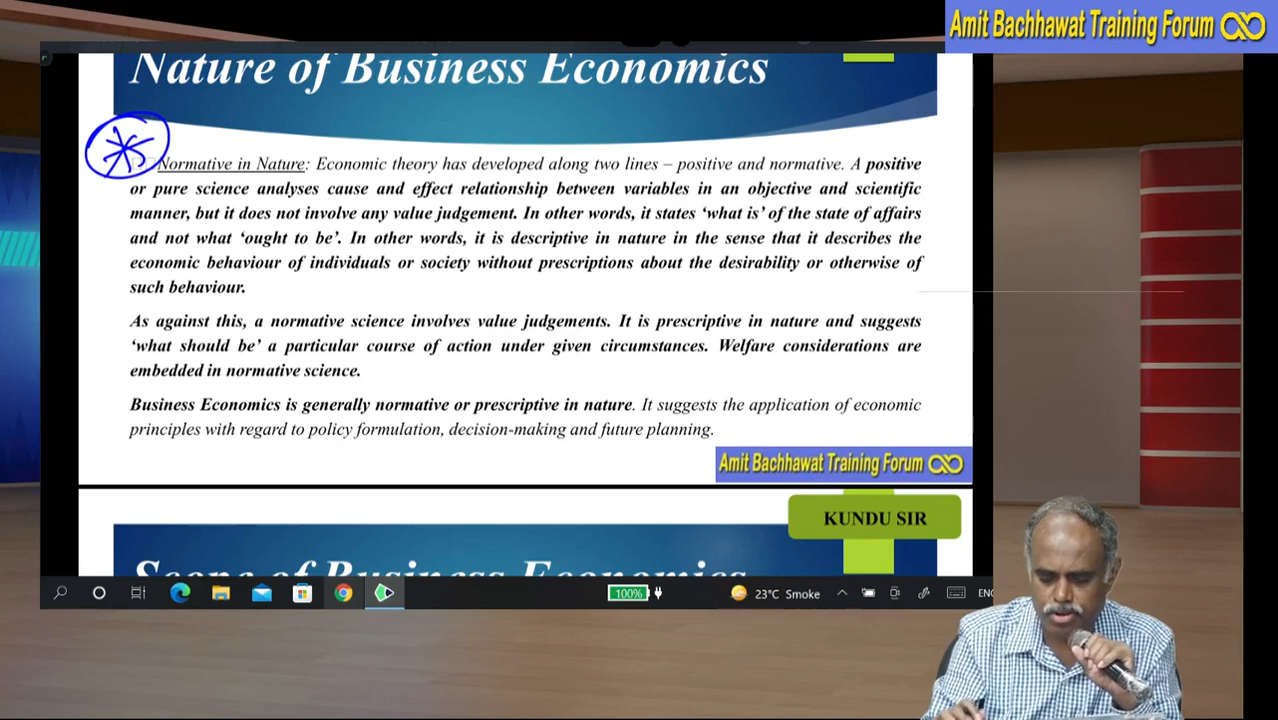 Amit Bachhawat Training Forum
Nature of Business Economics
Normative in Nature: Economic theory has developed along two lines – positive and normative. A positive
or pure science analyses cause and effect relationship between variables in an objective and scientific
manner, but it does not involve any value judgement. In other words, it states ‘what is’ of the state of affairs
and not what ‘ought to be’. In other words, it is descriptive in nature in the sense that it describes the
economic behaviour of individuals or society without prescriptions about the desirability or otherwise of
such behaviour.
As against this, a normative science involves value judgements. It is prescriptive in nature and suggests
‘what should be’ a particular course of action under given circumstances. Welfare considerations are
embedded in normative science.
Business Economics is generally normative or prescriptive in nature. It suggests the application of economic
principles with regard to policy formulation, decision-making and future planning.
Amit Bachhawat Training Forum
KUNDU SIR
Scope of Business Economics
100%
23°C Smoke
ENG